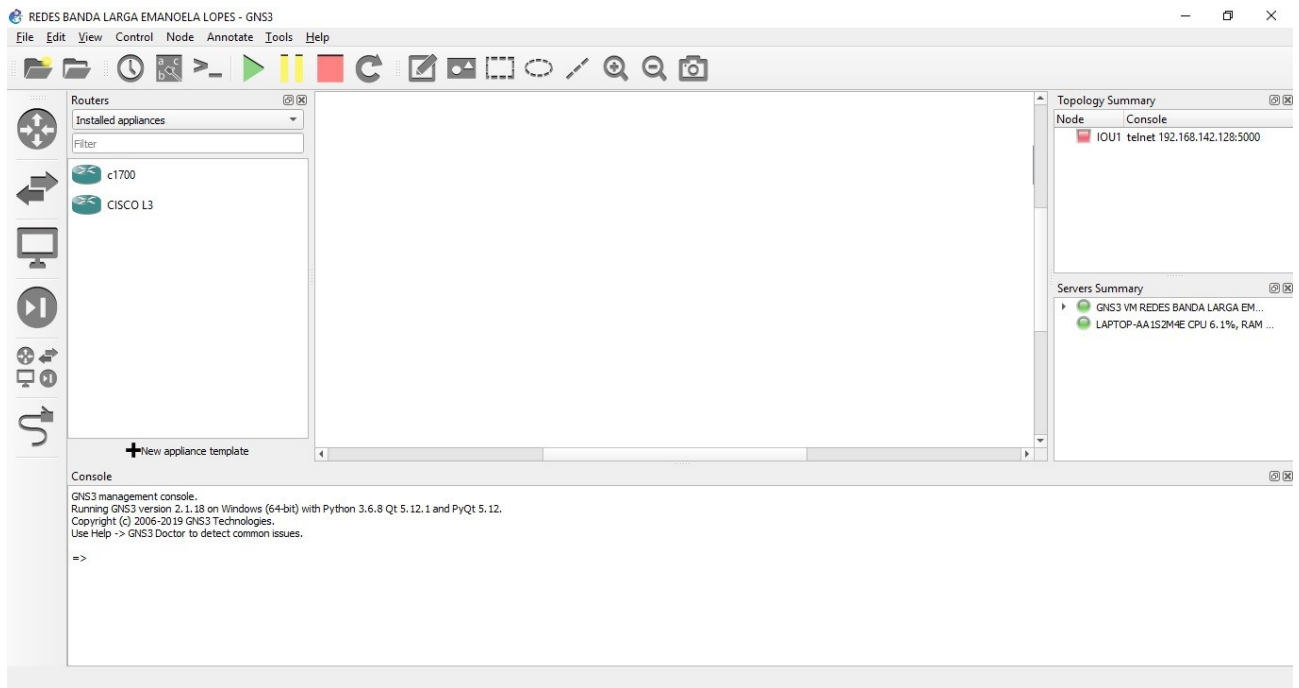 REDES BANDA LARGA EMANOELA LOPES - GNS3
File Edit View Control Node Annotate Tools Help
Routers
Installed appliances
Filter
c1700
CISCO L3
New appliance template
Topology Summary
Node Console
IOU1 telnet 192.168.142.128:5000
Servers Summary
GNS3 VM REDES BANDA LARGA EM...
LAPTOP-AA1S2M4E CPU 6.1%, RAM ...
Console
GNS3 management console.
Running GNS3 version 2.1.18 on Windows (64-bit) with Python 3.6.8 Qt 5.12.1 and PyQt 5.12.
Copyright (c) 2006-2019 GNS3 Technologies.
Use Help -> GNS3 Doctor to detect common issues.
=>